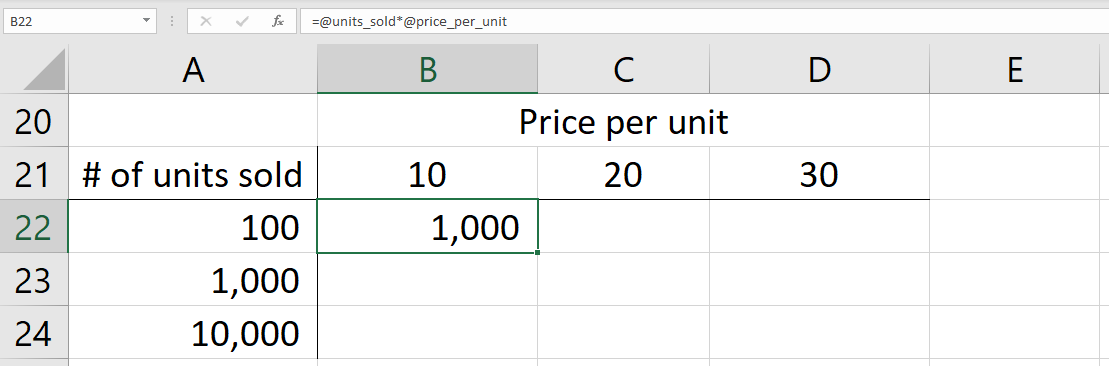 B22 fx =@units_sold*@price_per_unit
A B C D E
20 Price per unit
21 # of units sold 10 20 30
22 100 1,000
23 1,000
24 10,000